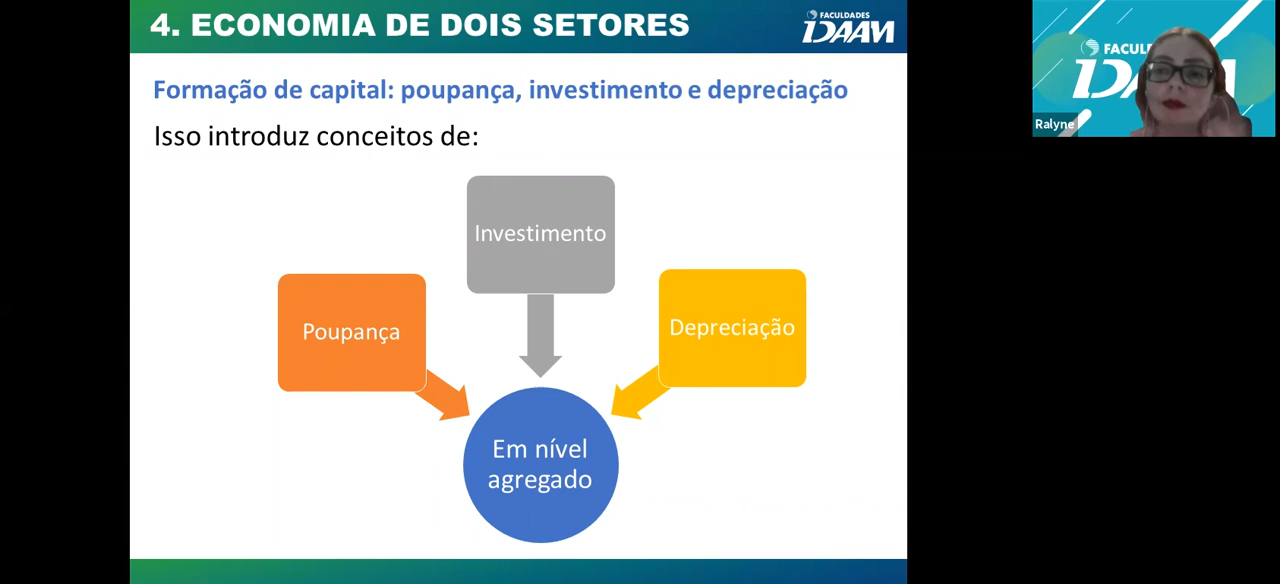 4. ECONOMIA DE DOIS SETORES
FACULDADES
IDAAM
Formação de capital: poupança, investimento e depreciação
Isso introduz conceitos de:
Investimento
Poupança
Depreciação
Em nível
agregado
FACUL
Ralyne